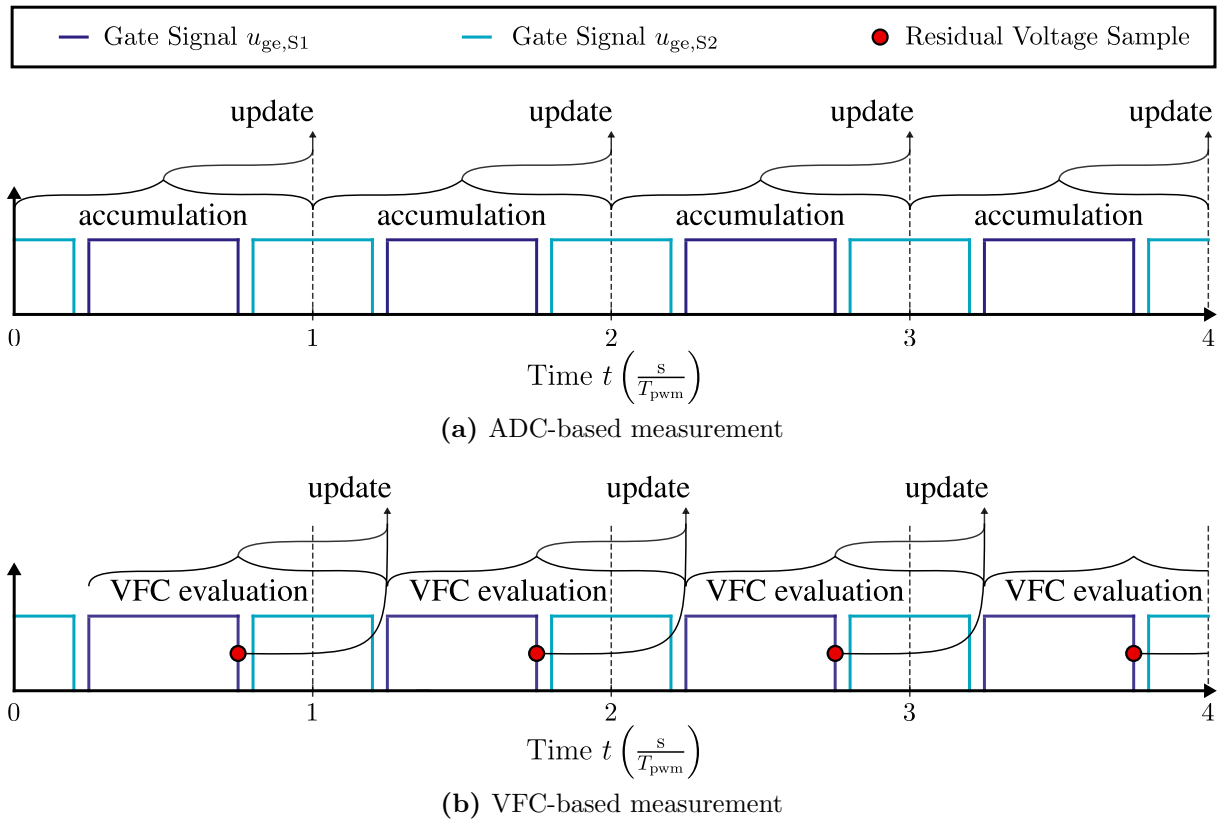 Gate Signal u_ge,S1 Gate Signal u_ge,S2 Residual Voltage Sample
update update update update
accumulation accumulation accumulation accumulation
0 1 2 3 4
Time t (s/T_pwm)
(a) ADC-based measurement
update update update
VFC evaluation VFC evaluation VFC evaluation VFC evaluation
0 1 2 3 4
Time t (s/T_pwm)
(b) VFC-based measurement